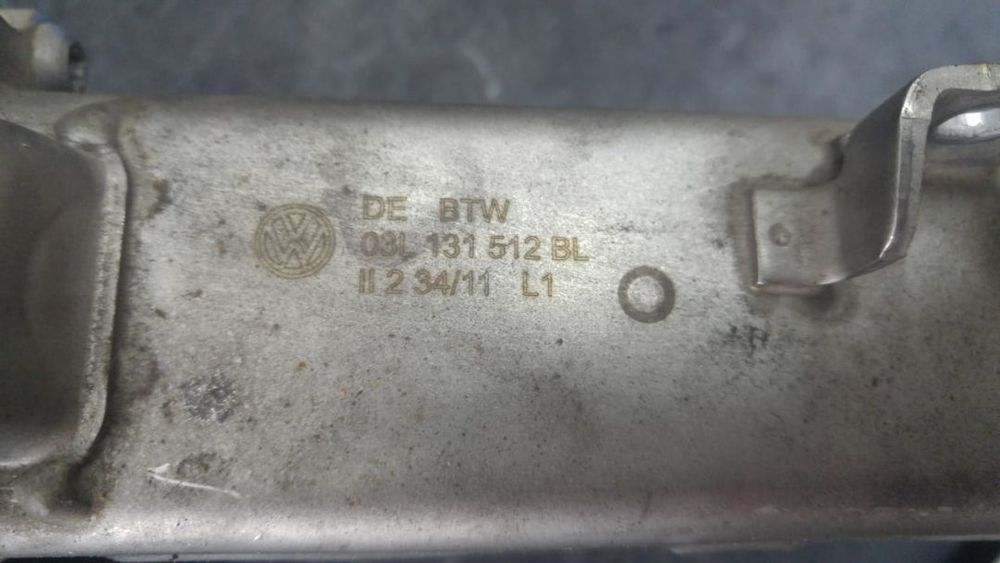 DE BTW
03L 131 512 BL
II 2 34/11 L1